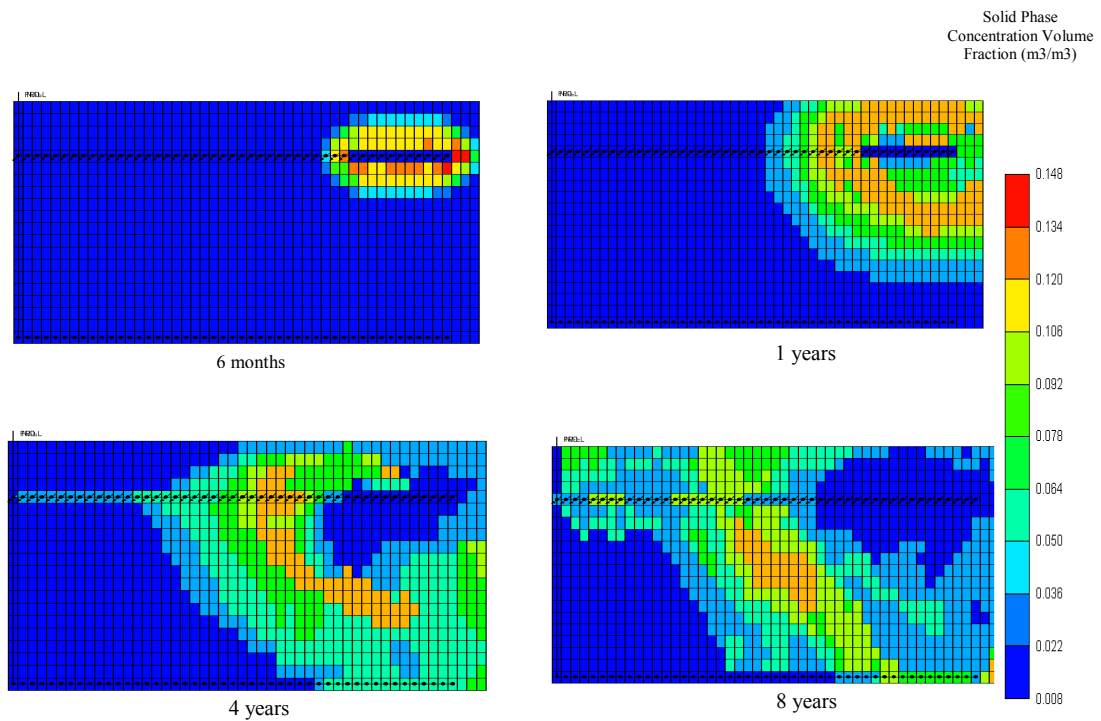 Solid Phase
Concentration Volume
Fraction (m3/m3)
6 months
1 years
0.148
0.134
0.120
0.106
0.092
0.078
0.064
0.050
0.036
0.022
0.008
4 years
8 years